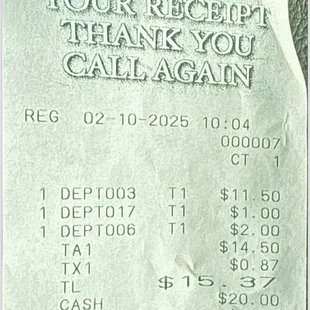 YOUR RECEIPT
THANK YOU
CALL AGAIN
REG 02-10-2025 10:04
000007
CT 1
1 DEPT003 T1 $11.50
1 DEPT017 T1 $1.00
1 DEPT006 T1 $2.00
TA1 $14.50
TX1 $0.87
TL $15.37
CASH $20.00